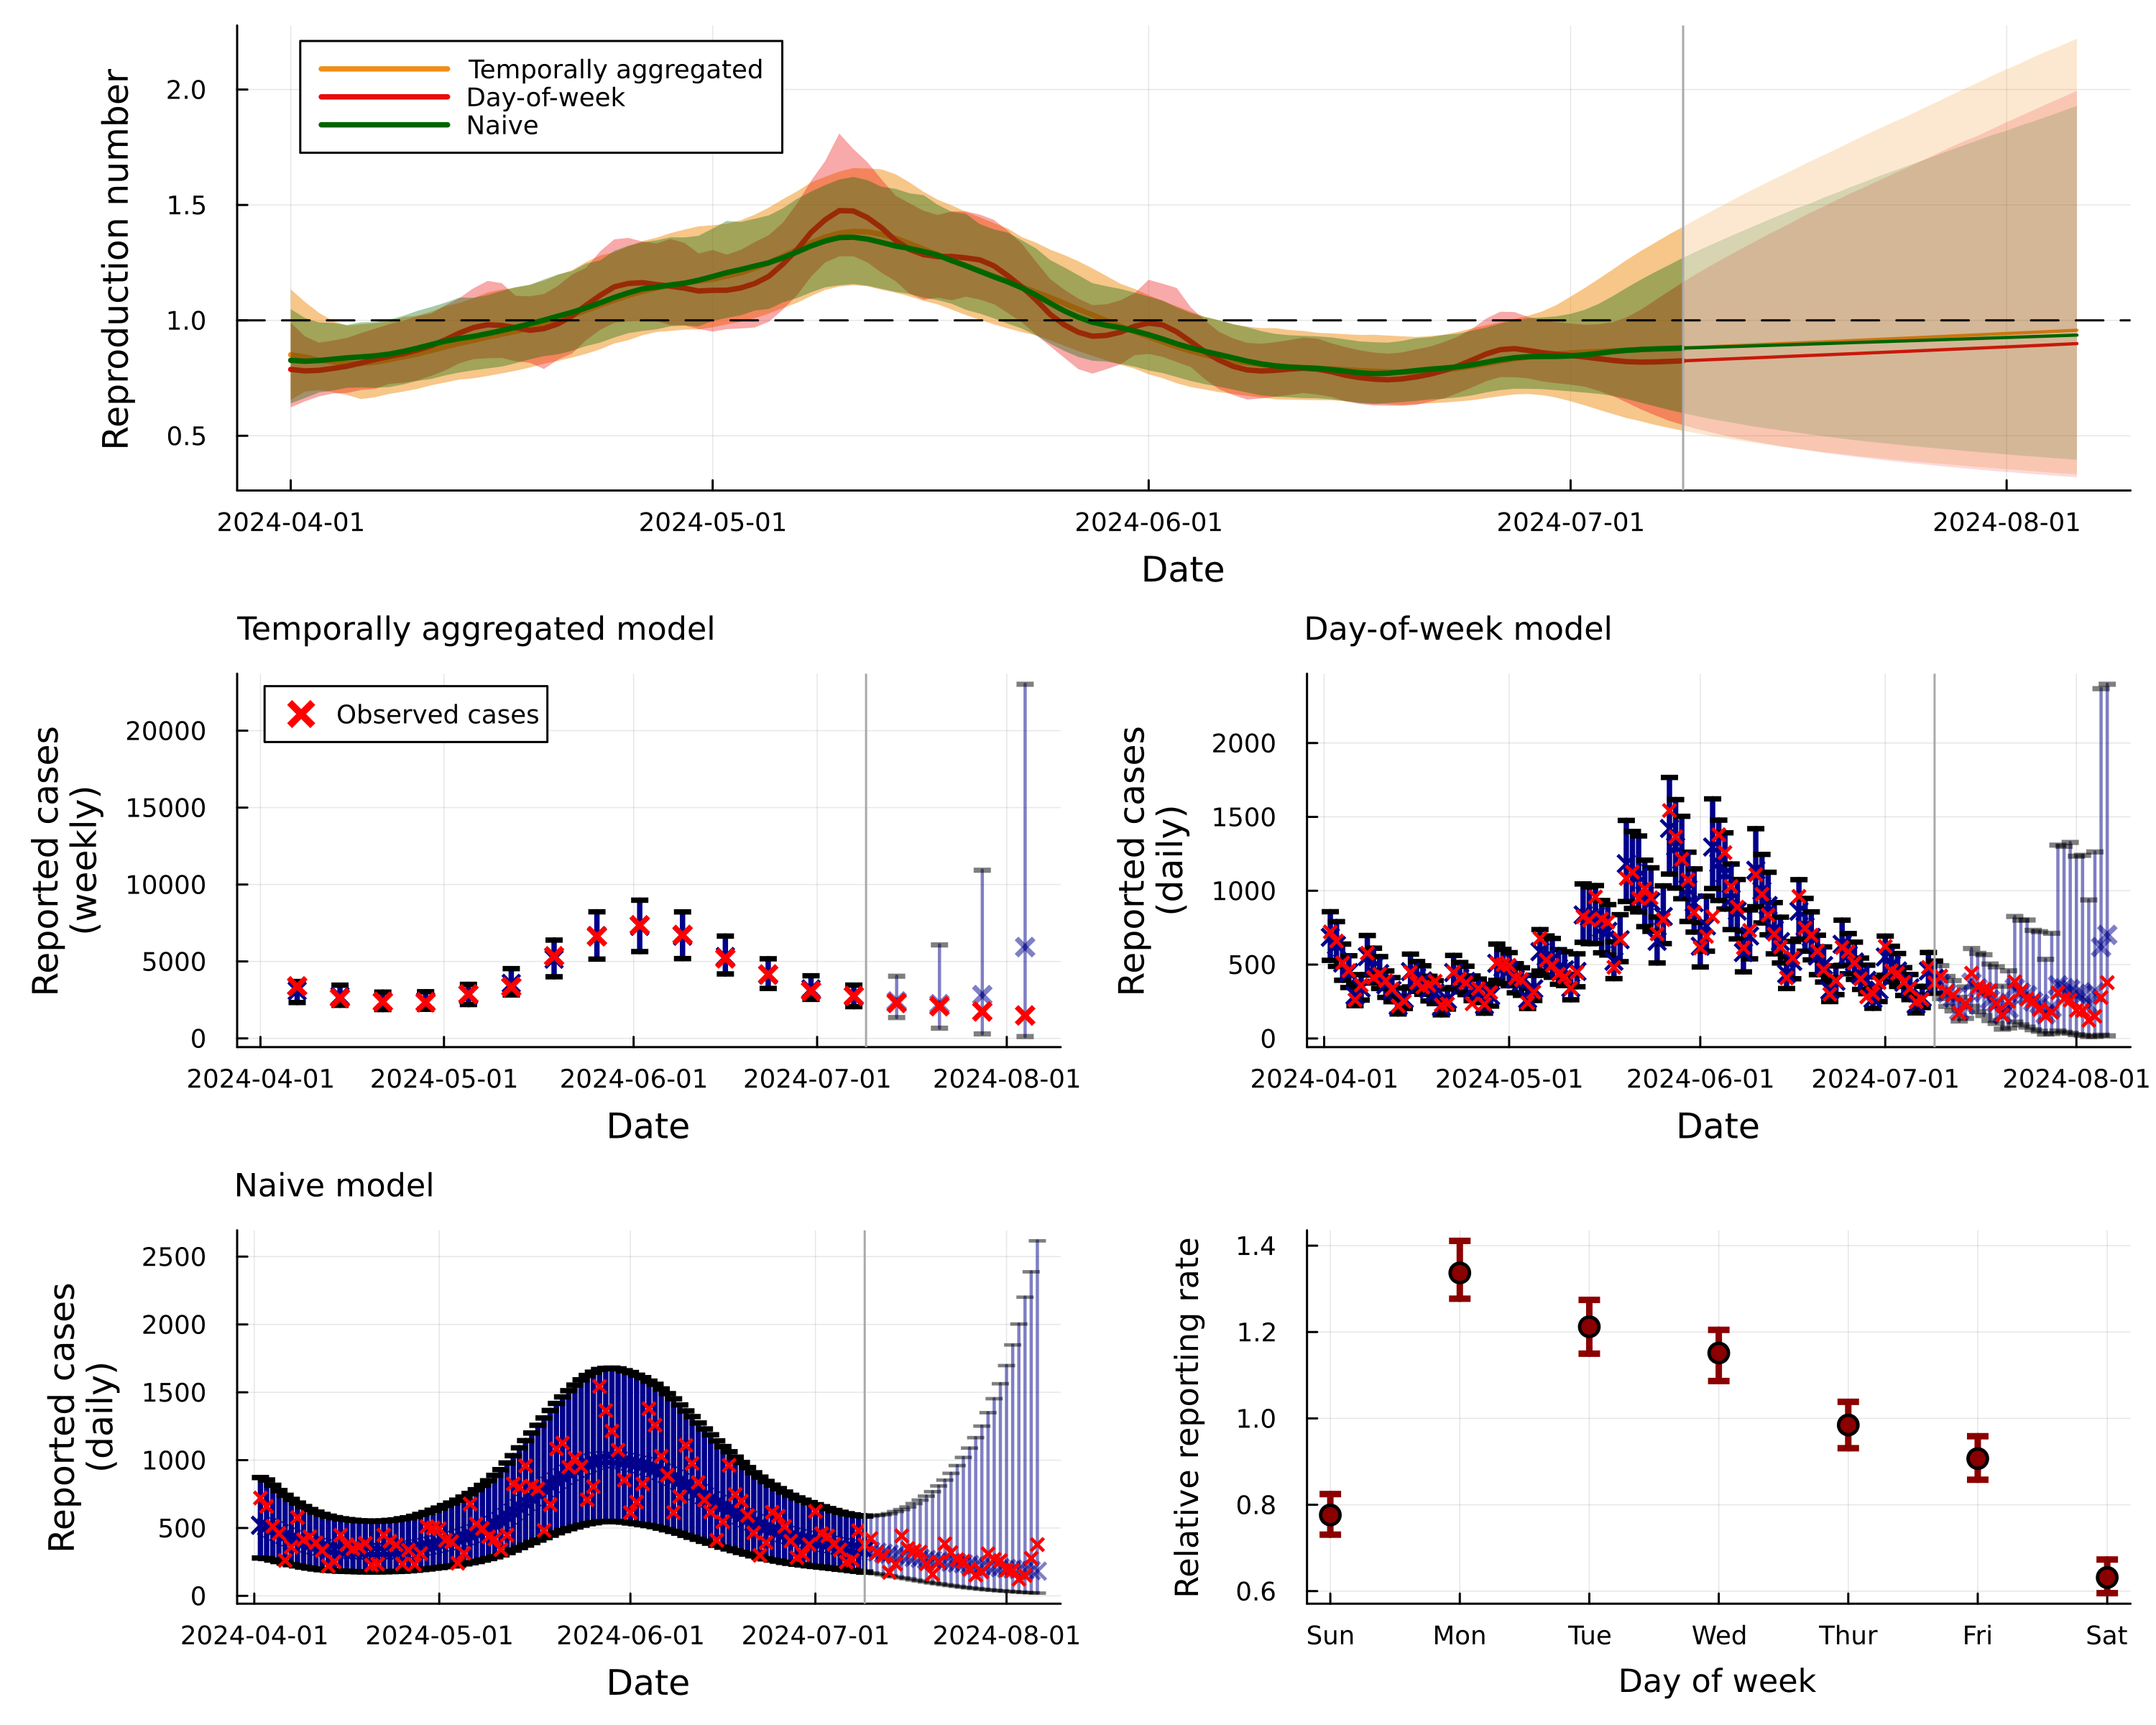 Reproduction number
2.0
1.5
1.0
0.5
Temporally aggregated
Day-of-week
Naive
2024-04-01 2024-05-01 2024-06-01 2024-07-01 2024-08-01
Date
Temporally aggregated model
Reported cases
(weekly)
20000
15000
10000
5000
0
Observed cases
2024-04-01 2024-05-01 2024-06-01 2024-07-01 2024-08-01
Date
Day-of-week model
Reported cases
(daily)
2000
1500
1000
500
0
2024-04-01 2024-05-01 2024-06-01 2024-07-01 2024-08-01
Date
Naive model
Reported cases
(daily)
2500
2000
1500
1000
500
0
2024-04-01 2024-05-01 2024-06-01 2024-07-01 2024-08-01
Date
Relative reporting rate
1.4
1.2
1.0
0.8
0.6
Sun Mon Tue Wed Thur Fri Sat
Day of week